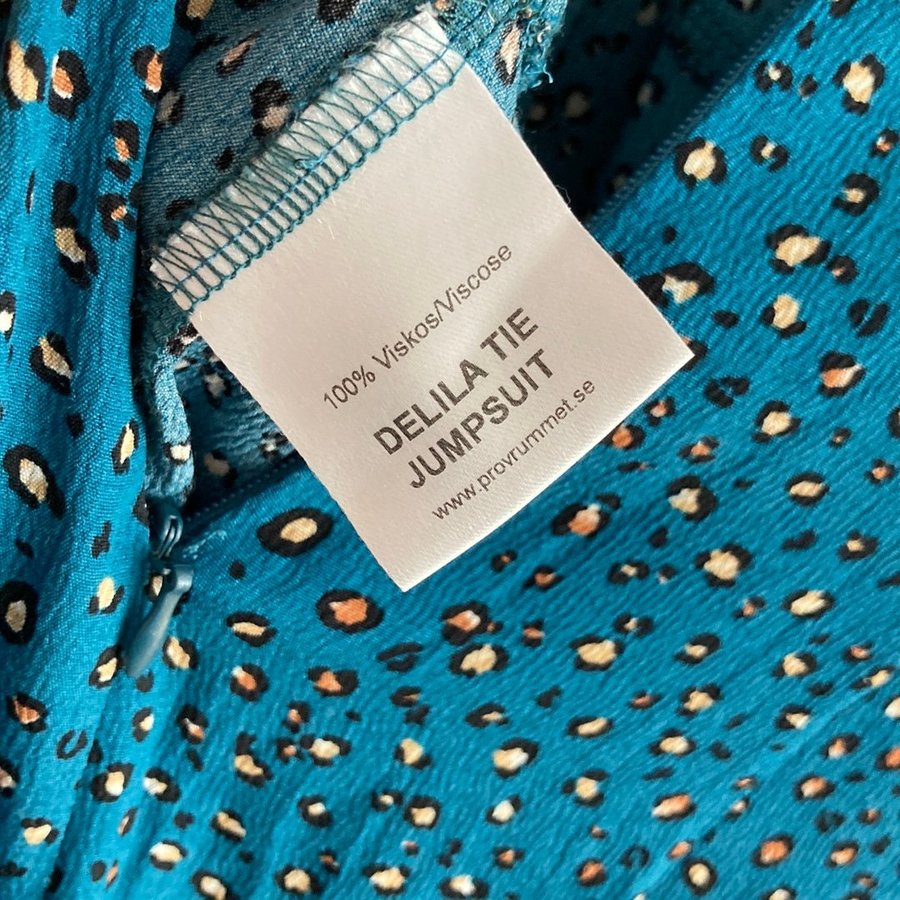 100% Viskos/Viscose
DELILA TIE
JUMPSUIT
www.provrummet.se